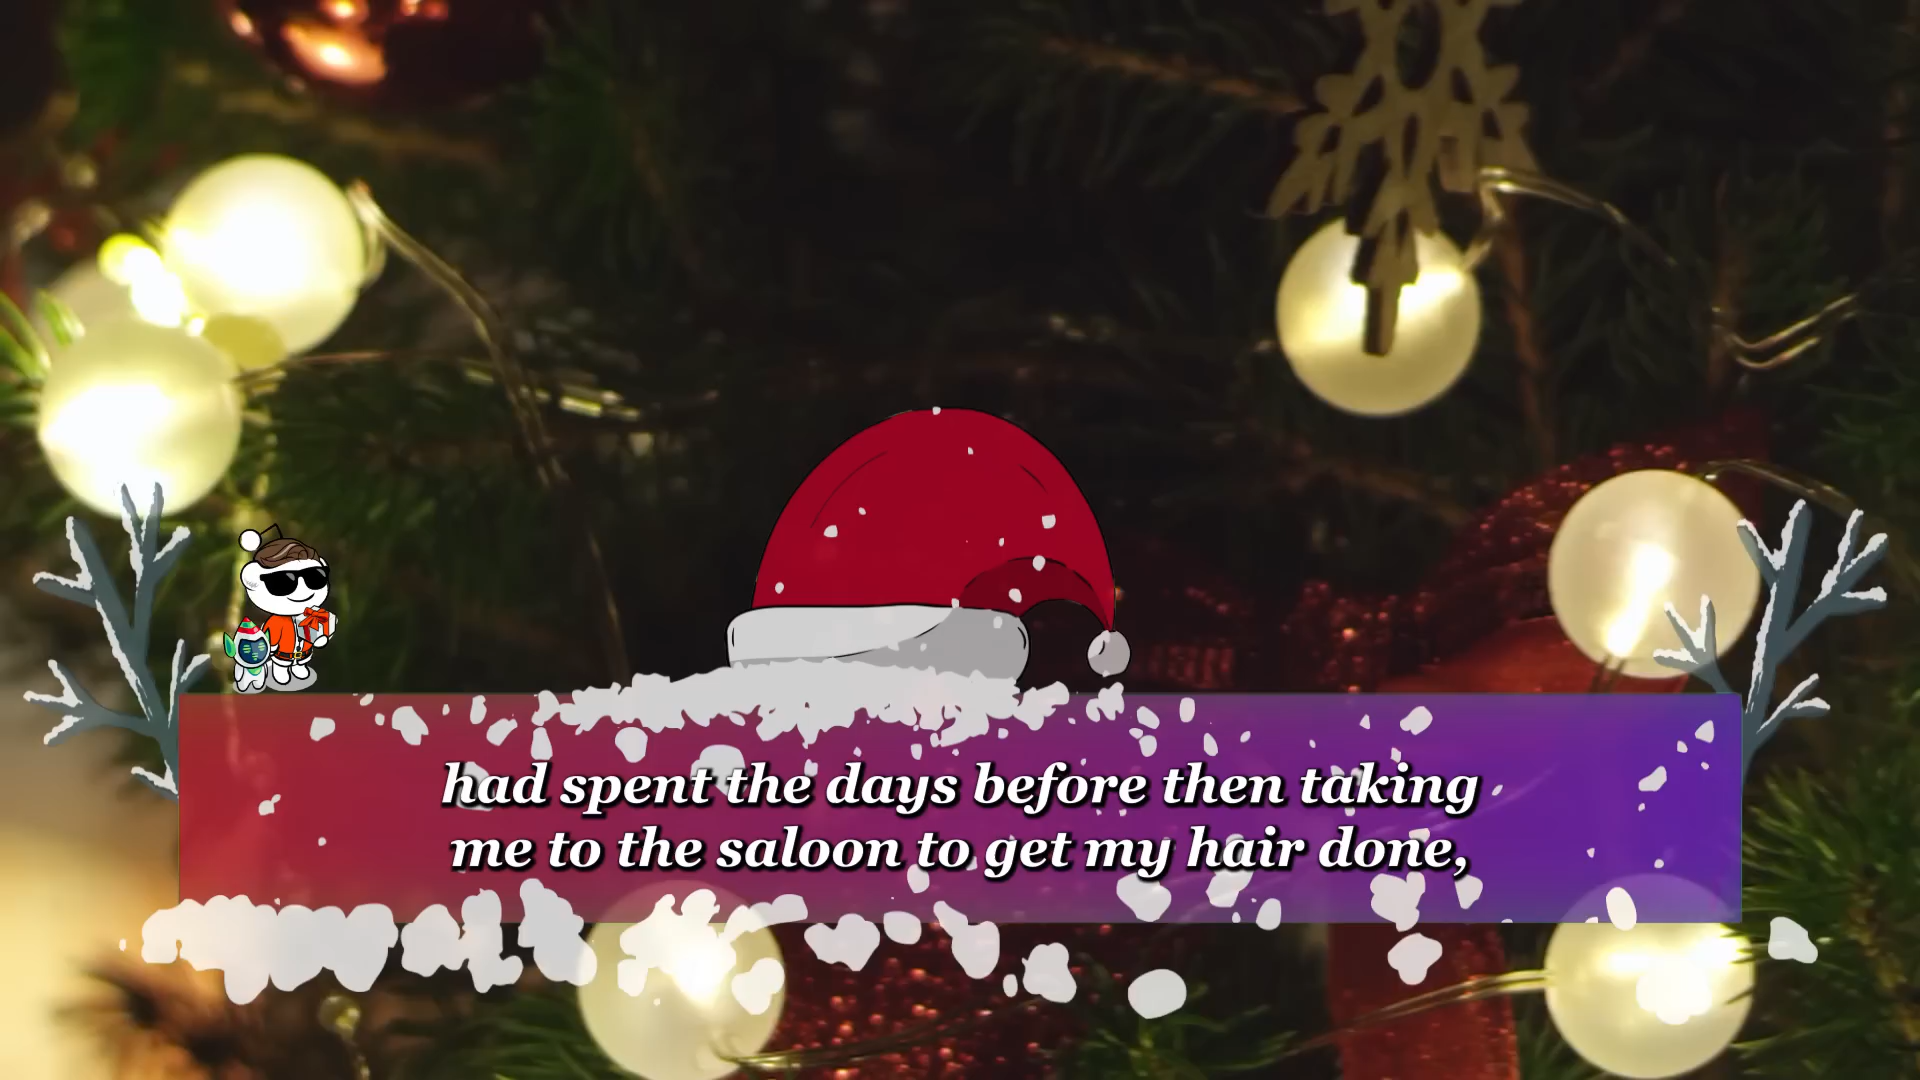 had spent the days before then taking
me to the saloon to get my hair done,